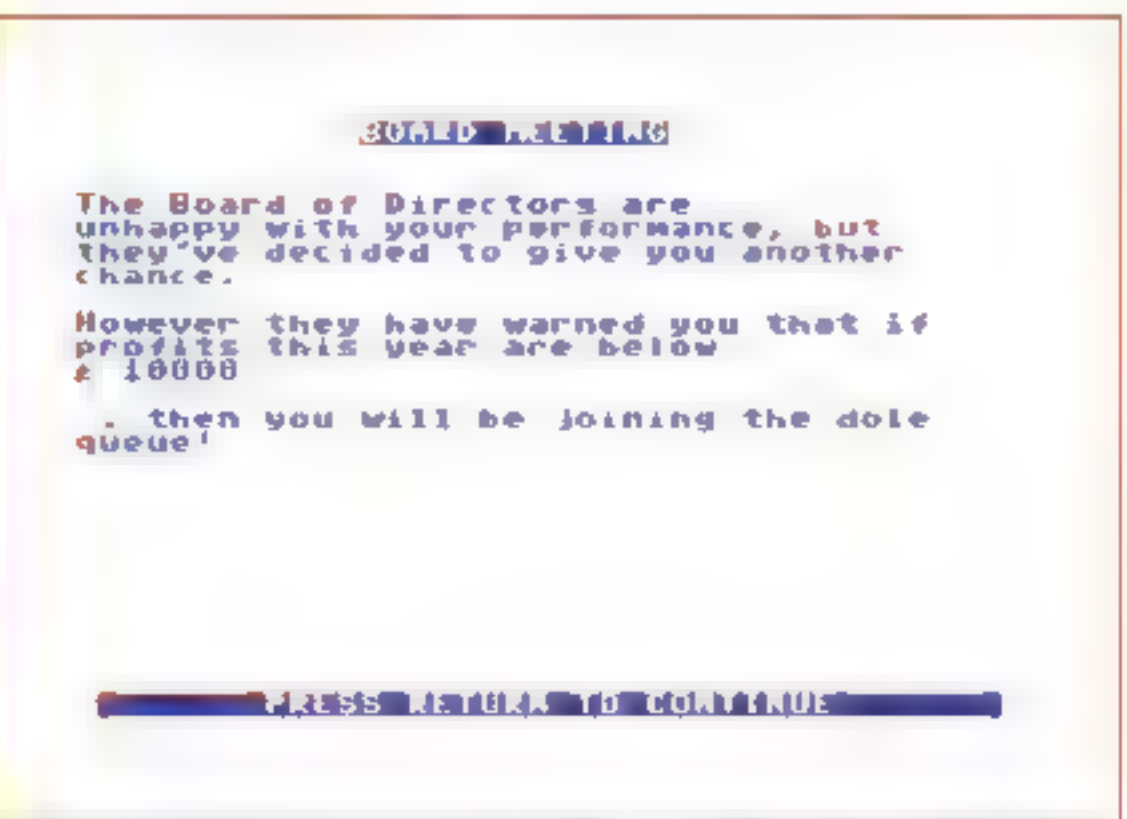 BOARD MEETING
The Board of Directors are
unhappy with your performance, but
they've decided to give you another
chance.
However they have warned you that if
profits this year are below
£ 10000
. then you will be joining the dole
queue!
PRESS RETURN TO CONTINUE